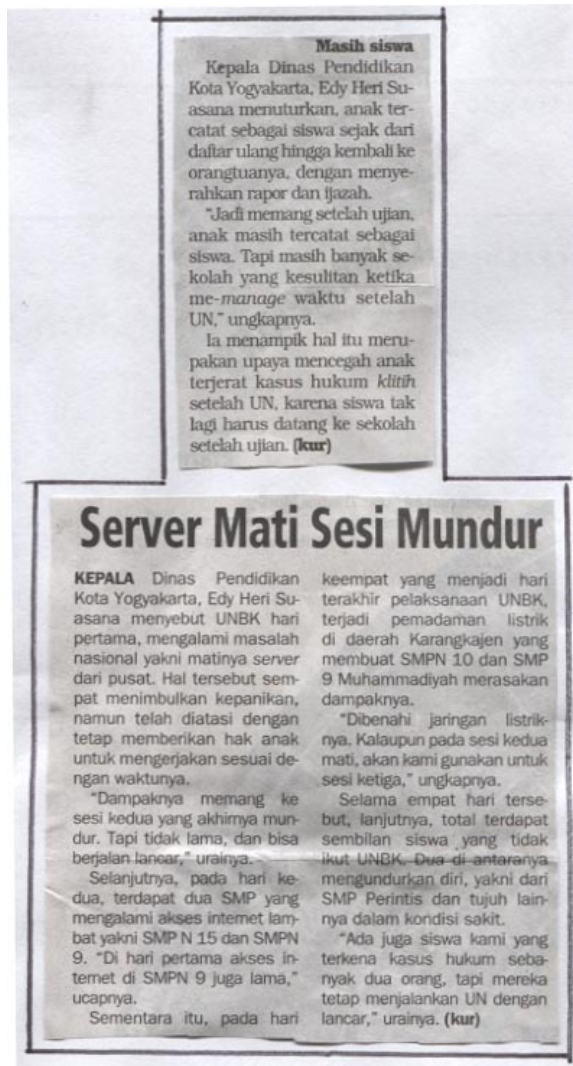 Masih siswa
Kepala Dinas Pendidikan
Kota Yogyakarta, Edy Heri Su-
asana menuturkan, anak ter-
catat sebagai siswa sejak dari
daftar ulang hingga kembali ke
orangtuanya, dengan menye-
rahkan rapor dan ijazah.
"Jadi memang setelah ujian,
anak masih tercatat sebagai
siswa. Tapi masih banyak se-
kolah yang kesulitan ketika
me-manage waktu setelah
UN," ungkapnya.
Ia menampik hal itu meru-
pakan upaya mencegah anak
terjerat kasus hukum klitih
setelah UN, karena siswa tak
lagi harus datang ke sekolah
setelah ujian. (kur)
Server Mati Sesi Mundur
KEPALA Dinas Pendidikan
Kota Yogyakarta, Edy Heri Su-
asana menyebut UNBK hari
pertama, mengalami masalah
nasional yakni matinya server
dari pusat. Hal tersebut sem-
pat menimbulkan kepanikan,
namun telah diatasi dengan
tetap memberikan hak anak
untuk mengerjakan sesuai de-
ngan waktunya.
"Dampaknya memang ke
sesi kedua yang akhirnya mun-
dur. Tapi tidak lama, dan bisa
berjalan lancar," urainya.
Selanjutnya, pada hari ke-
dua, terdapat dua SMP yang
mengalami akses internet lam-
bat yakni SMP N 15 dan SMPN
9. "Di hari pertama akses in-
ternet di SMPN 9 juga lama,"
ucapnya.
Sementara itu, pada hari
keempat yang menjadi hari
terakhir pelaksanaan UNBK,
terjadi pemadaman listrik
di daerah Karangkajen yang
membuat SMPN 10 dan SMP
9 Muhammadiyah merasakan
dampaknya.
"Dibenahi jaringan listrik-
nya. Kalaupun pada sesi kedua
mati, akan kami gunakan untuk
sesi ketiga," ungkapnya.
Selama empat hari terse-
but, lanjutnya, total terdapat
sembilan siswa yang tidak
ikut UNBK. Dua di antaranya
mengundurkan diri, yakni dari
SMP Perintis dan tujuh lain-
nya dalam kondisi sakit.
"Ada juga siswa kami yang
terkena kasus hukum seba-
nyak dua orang, tapi mereka
tetap menjalankan UN dengan
lancar," urainya. (kur)